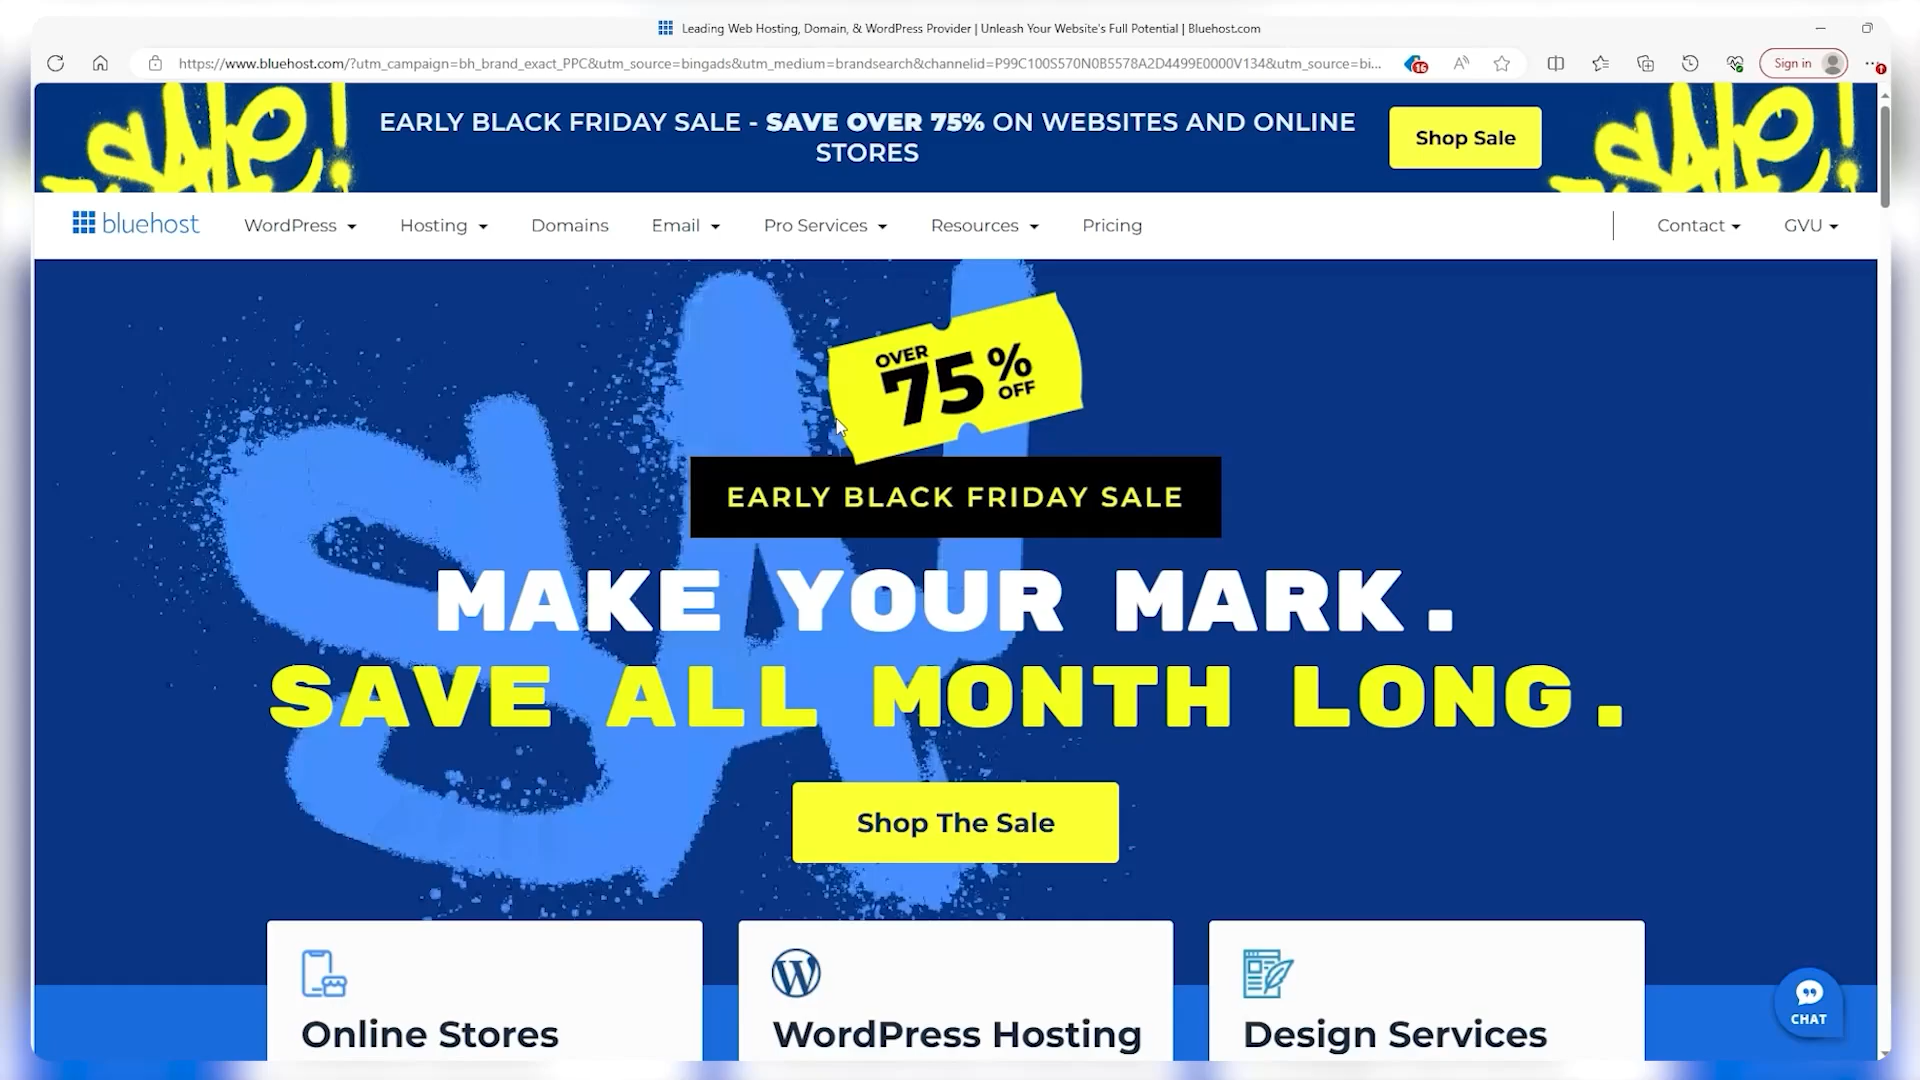 Leading Web Hosting, Domain, & WordPress Provider | Unleash Your Website's Full Potential | Bluehost.com
https://www.bluehost.com/?utm_campaign=bh_brand_exact_PPC&utm_source=bingads&utm_medium=brandsearch&channelid=P99C100S570N0B5578A2D4499E0000V134&utm_source=bi...
16
Sign in
Sale!
EARLY BLACK FRIDAY SALE - SAVE OVER 75% ON WEBSITES AND ONLINE
STORES
Shop Sale
Sale!
bluehost
WordPress
Hosting
Domains
Email
Pro Services
Resources
Pricing
Contact
GVU
OVER
75%
OFF
EARLY BLACK FRIDAY SALE
MAKE YOUR MARK.
SAVE ALL MONTH LONG.
Shop The Sale
Online Stores
WordPress Hosting
Design Services
CHAT